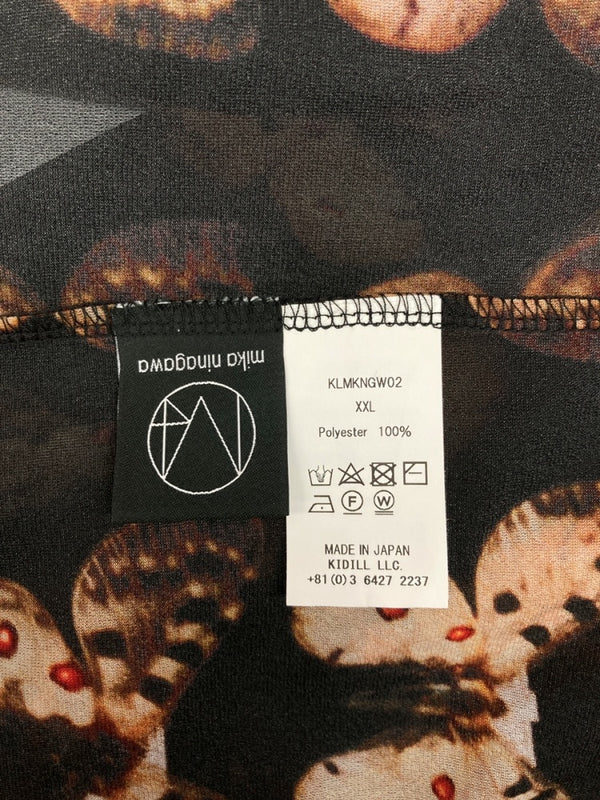 mika ninagawa
KLMKNGW02
XXL
Polyester 100%
F W
MADE IN JAPAN
KIDILL LLC.
+81(0)3 6427 2237